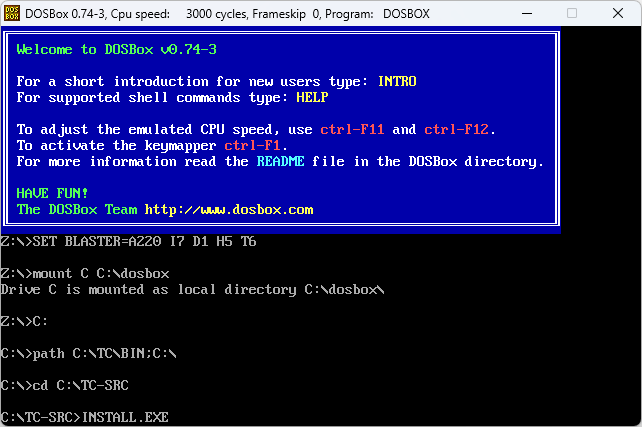 DOS
BOX
DOSBox 0.74-3, Cpu speed:    3000 cycles, Frameskip  0, Program:   DOSBOX
Welcome to DOSBox v0.74-3
For a short introduction for new users type: INTRO
For supported shell commands type: HELP
To adjust the emulated CPU speed, use ctrl-F11 and ctrl-F12.
To activate the keymapper ctrl-F1.
For more information read the README file in the DOSBox directory.
HAVE FUN!
The DOSBox Team http://www.dosbox.com
Z:\>SET BLASTER=A220 I7 D1 H5 T6
Z:\>mount C C:\dosbox
Drive C is mounted as local directory C:\dosbox\
Z:\>C:
C:\>path C:\TC\BIN;C:\
C:\>cd C:\TC-SRC
C:\TC-SRC>INSTALL.EXE